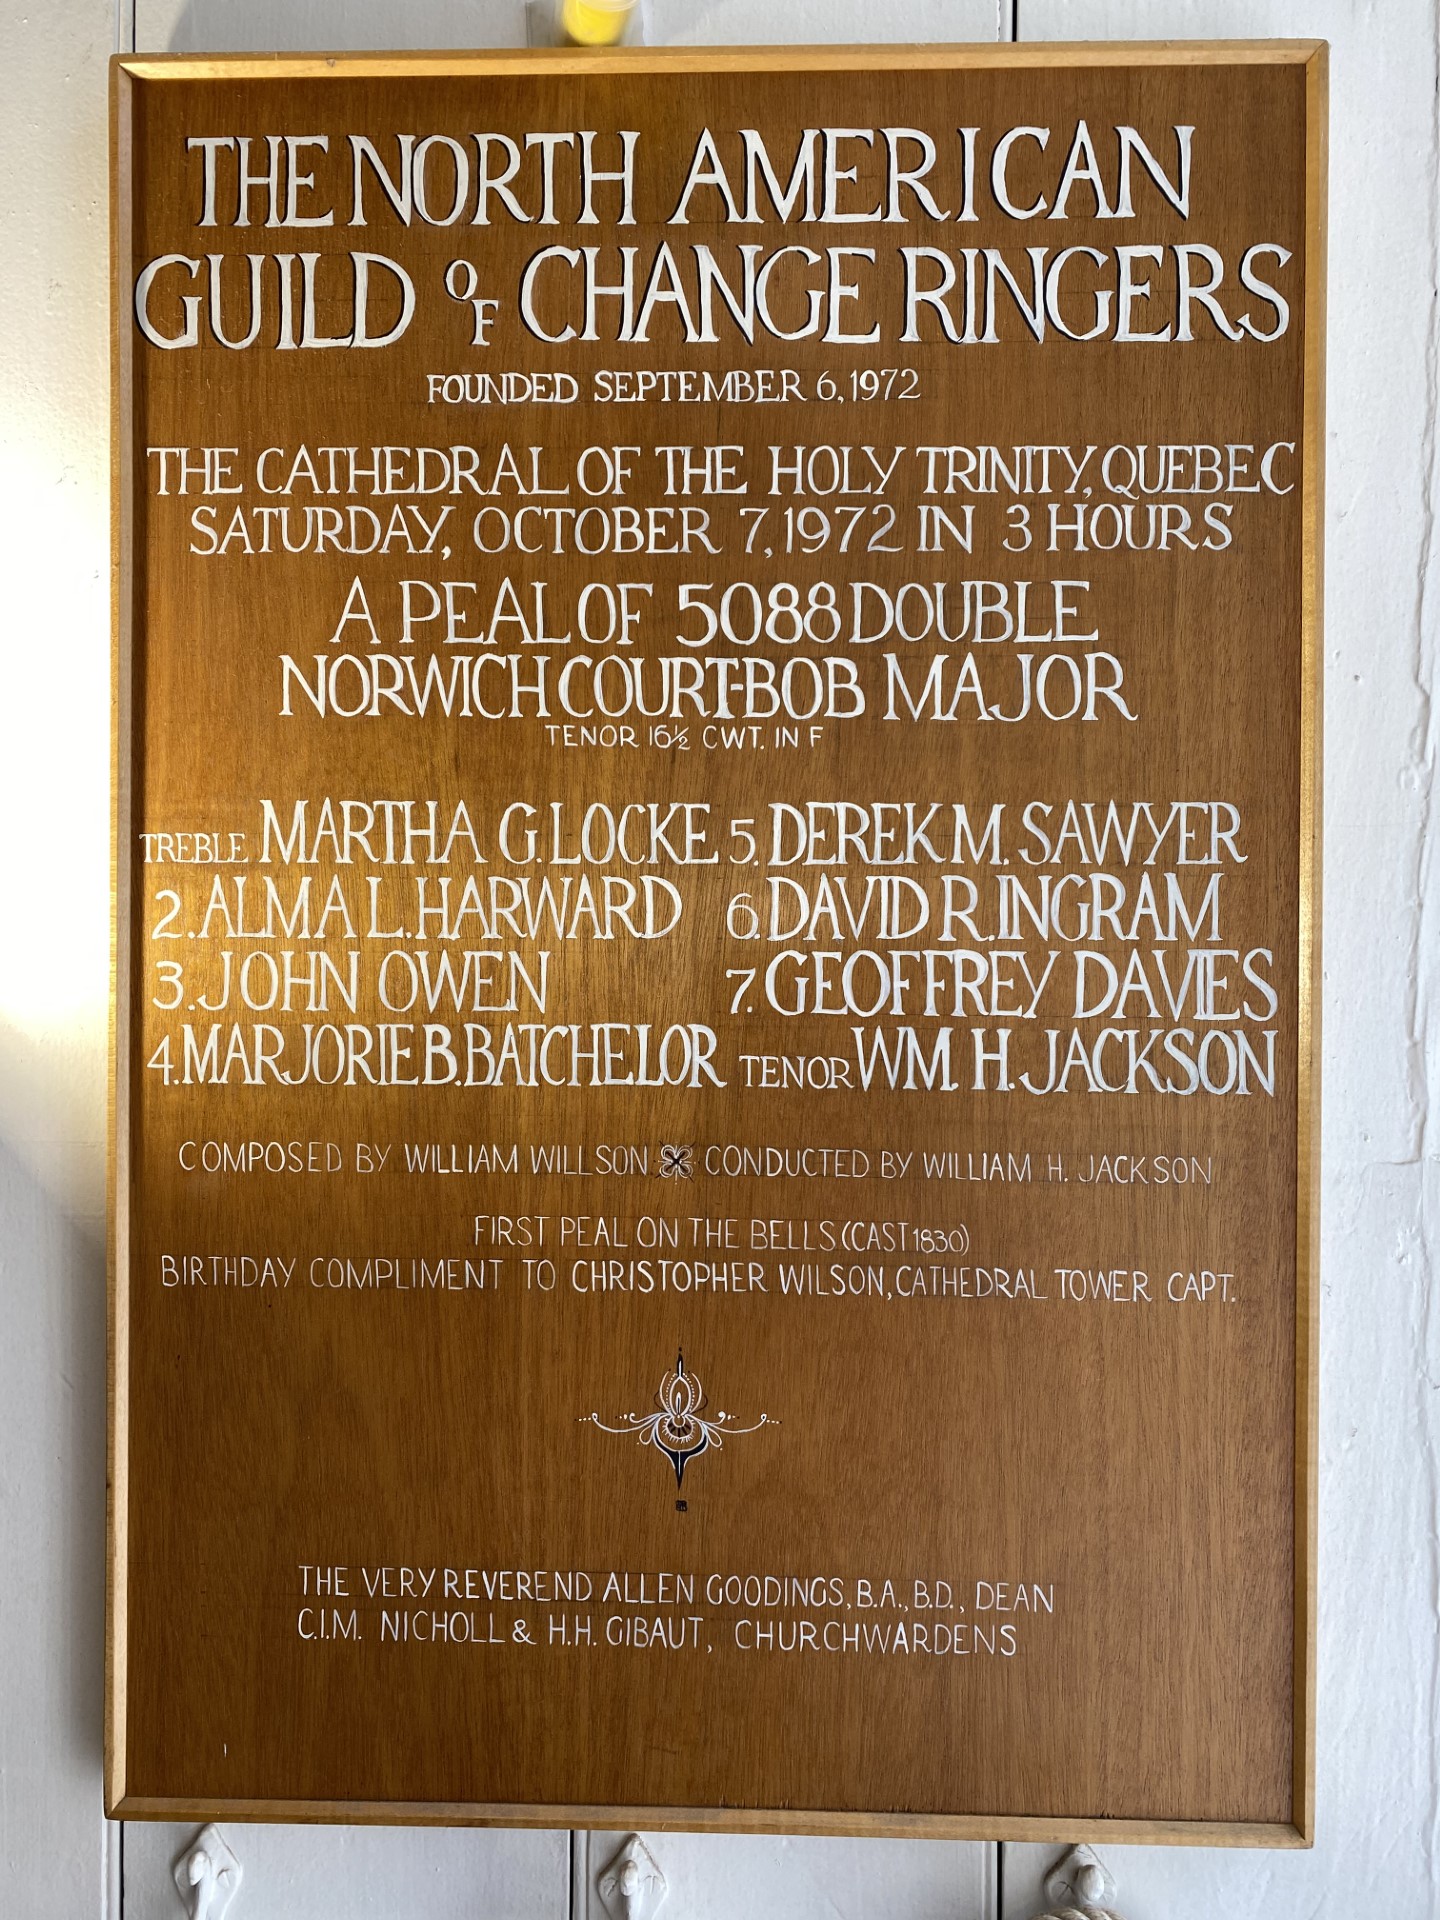 THE NORTH AMERICAN
GUILD OF CHANGE RINGERS
FOUNDED SEPTEMBER 6, 1972
THE CATHEDRAL OF THE HOLY TRINITY, QUEBEC
SATURDAY, OCTOBER 7, 1972 IN 3 HOURS
A PEAL OF 5088 DOUBLE
NORWICH COURT-BOB MAJOR
TENOR 16½ CWT. IN F
TREBLE MARTHA G. LOCKE 5. DEREK M. SAWYER
2. ALMA L. HARWARD 6. DAVID R. INGRAM
3. JOHN OWEN 7. GEOFFREY DAVIES
4. MARJORIE B. BATCHELOR TENOR WM. H. JACKSON
COMPOSED BY WILLIAM WILLSON CONDUCTED BY WILLIAM H. JACKSON
FIRST PEAL ON THE BELLS (CAST 1830)
BIRTHDAY COMPLIMENT TO CHRISTOPHER WILSON, CATHEDRAL TOWER CAPT.
THE VERY REVEREND ALLEN GOODINGS, B.A., B.D., DEAN
C.I.M. NICHOLL & H.H. GIBAUT, CHURCHWARDENS